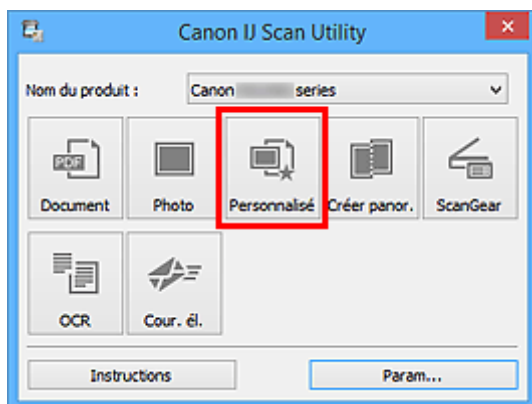 Canon IJ Scan Utility
Nom du produit : Canon series
PDF
Document Photo Personnalisé Créer panor. ScanGear
OCR Cour. él.
Instructions Param...